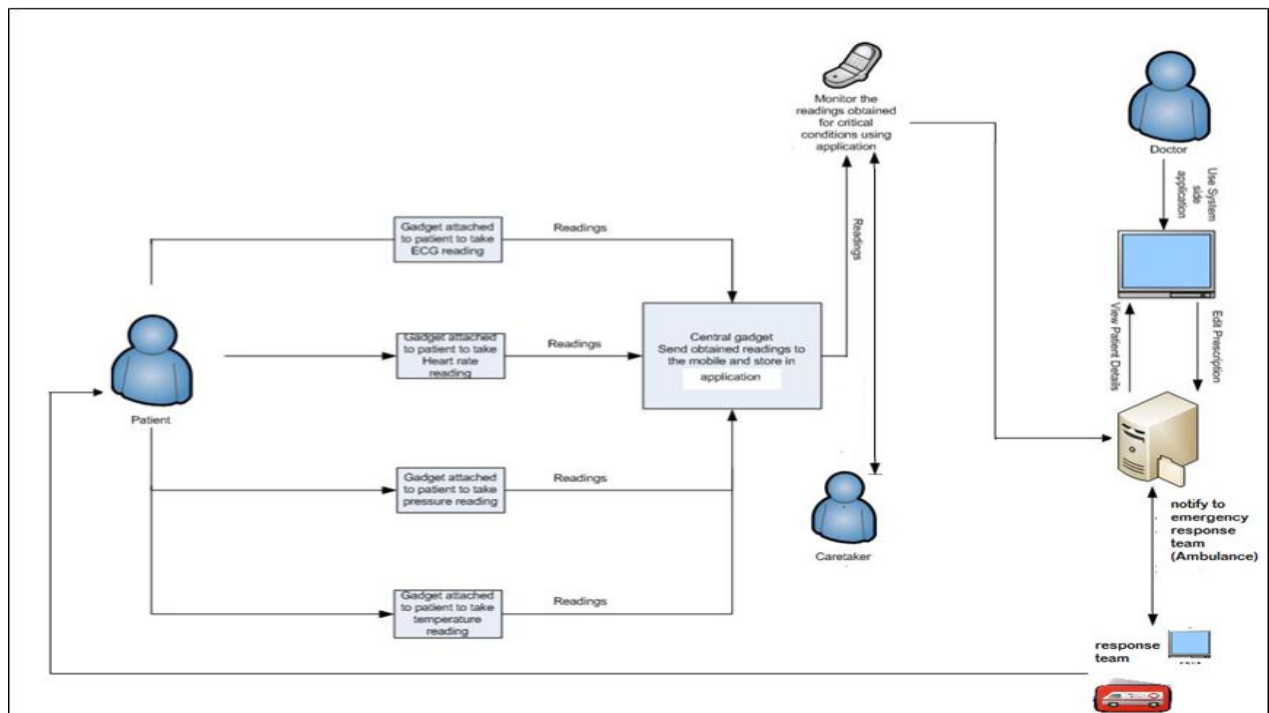 Monitor the
readings obtained
for critical
conditions using
application
Doctor
Use System
side
application
Gadget attached
to patient to take
ECG reading
Readings
Readings
View Patient Details
Edit Prescription
Gadget attached
to patient to take
Heart rate
reading
Readings
Central gadget
Send obtained readings to
the mobile and store in
application
Patient
Gadget attached
to patient to take
pressure reading
Readings
Caretaker
notify to
emergency
response
team
(Ambulance)
Gadget attached
to patient to take
temperature
reading
Readings
response
team